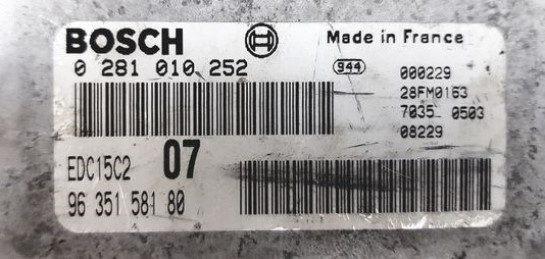 BOSCH
Made in France
0 281 010 252
944
000229
28FM0163
7035 0503
08229
EDC15C2
07
96 351 581 80